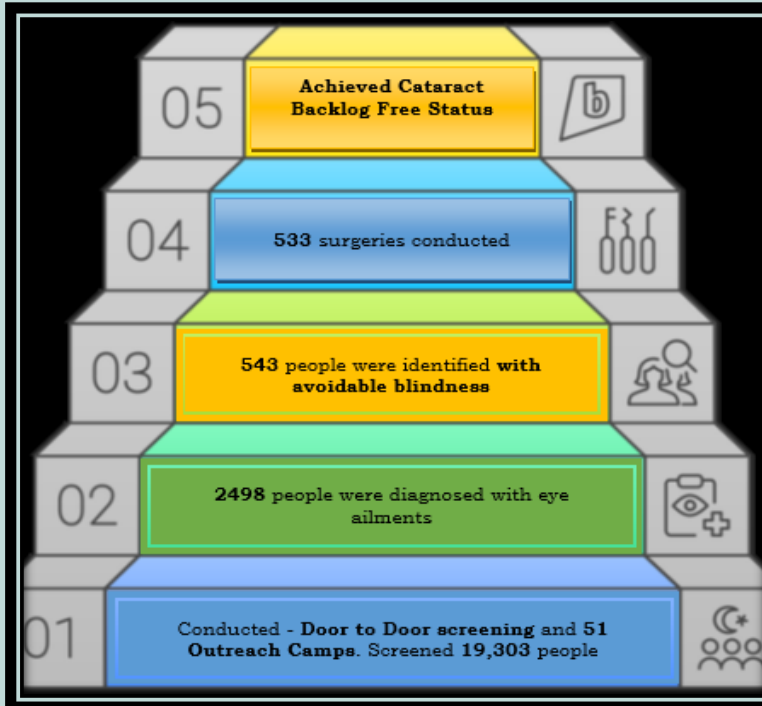 05
Achieved Cataract
Backlog Free Status
b
04
533 surgeries conducted
03
543 people were identified with
avoidable blindness
02
2498 people were diagnosed with eye
ailments
01
Conducted - Door to Door screening and 51
Outreach Camps. Screened 19,303 people